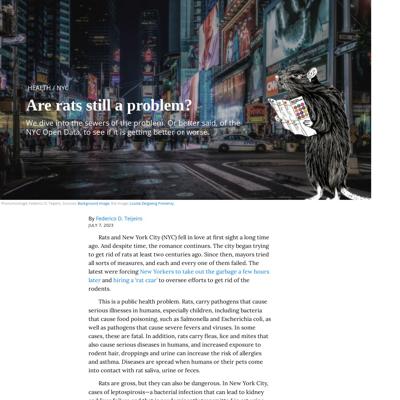 HEALTH / NYC
Are rats still a problem?
We dive into the sewers of the problem. Or better said, of the
NYC Open Data, to see if it is getting better or worse.
By Federico D. Teijeiro
JULY 7, 2023
Rats and New York City (NYC) fell in love at first sight a long time
ago. And despite time, the romance continues. The city began trying
to get rid of rats at least two centuries ago. Since then, mayors tried
all sorts of measures, and each and every one of them failed. The
latest were forcing New Yorkers to take out the garbage a few hours
later and hiring a 'rat czar' to oversee efforts to get rid of the
rodents.
This is a public health problem. Rats, carry pathogens that cause
serious illnesses in humans, especially children, including bacteria
that cause food poisoning, such as Salmonella and Escherichia coli, as
well as pathogens that cause severe fevers and viruses. In some
cases, these are fatal. In addition, rats carry fleas, lice and mites that
also cause serious diseases in humans, and increased exposure to
rodent hair, droppings and urine can increase the risk of allergies
and asthma. Diseases are spread when humans or their pets come
into contact with rat saliva, urine or feces.
Rats are gross, but they can also be dangerous. In New York City,
cases of leptospirosis—a bacterial infection that can lead to kidney